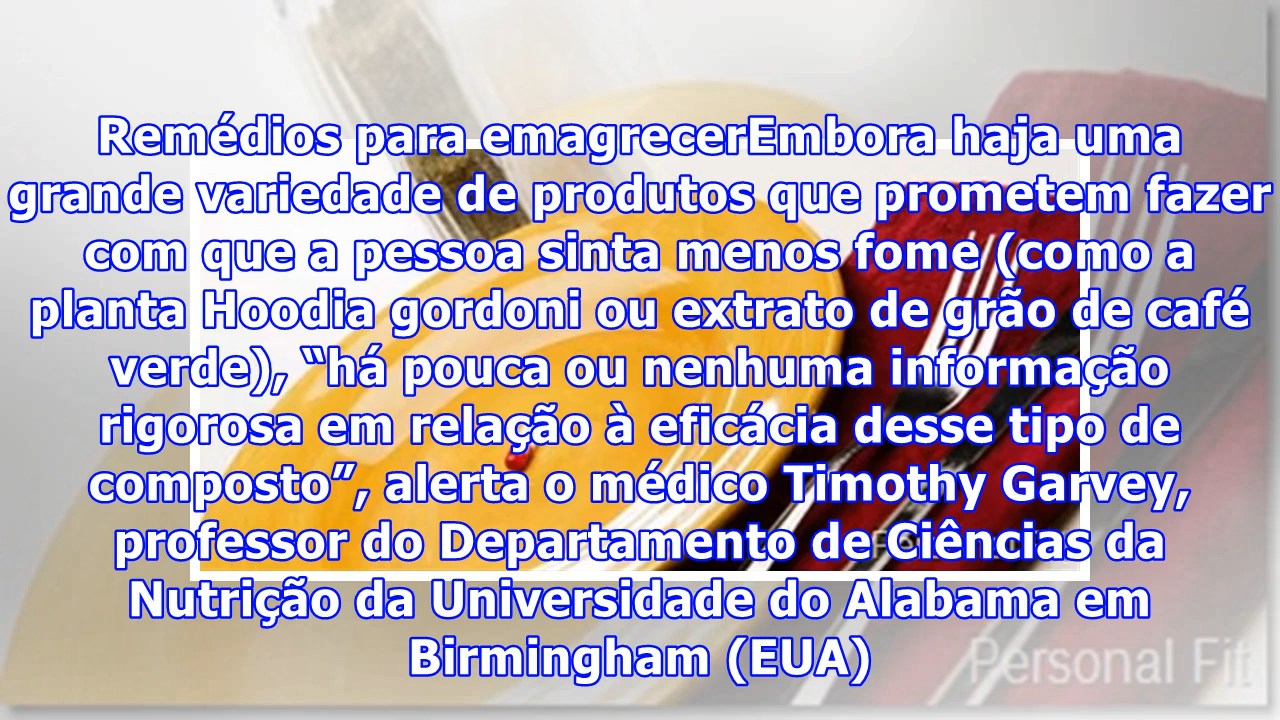 Remédios para emagrecerEmbora haja uma
grande variedade de produtos que prometem fazer
com que a pessoa sinta menos fome (como a
planta Hoodia gordoni ou extrato de grão de café
verde), “há pouca ou nenhuma informação
rigorosa em relação à eficácia desse tipo de
composto”, alerta o médico Timothy Garvey,
professor do Departamento de Ciências da
Nutrição da Universidade do Alabama em
Birmingham (EUA)
Personal Fit